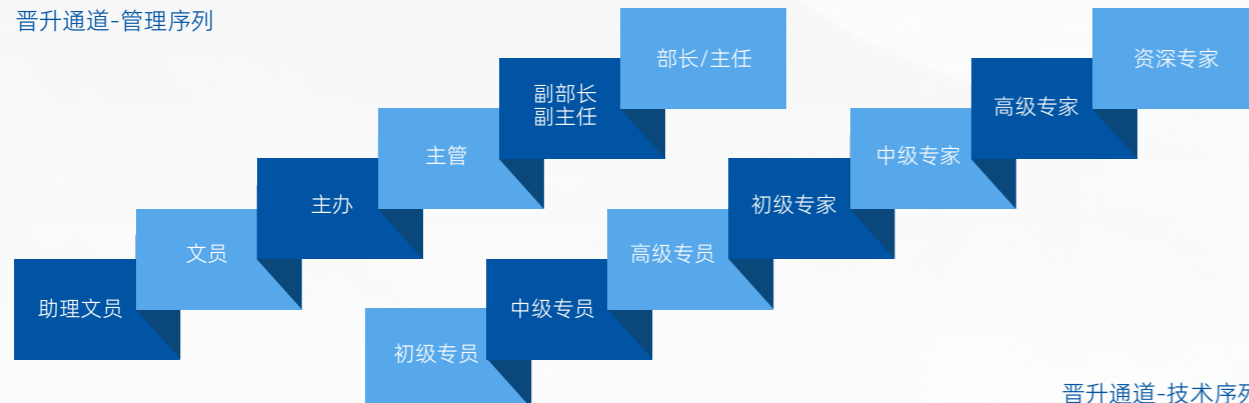 晋升通道-管理序列
部长/主任
副部长
副主任
主管
主办
文员
助理文员
资深专家
高级专家
中级专家
初级专家
高级专员
中级专员
初级专员
晋升通道-技术序列